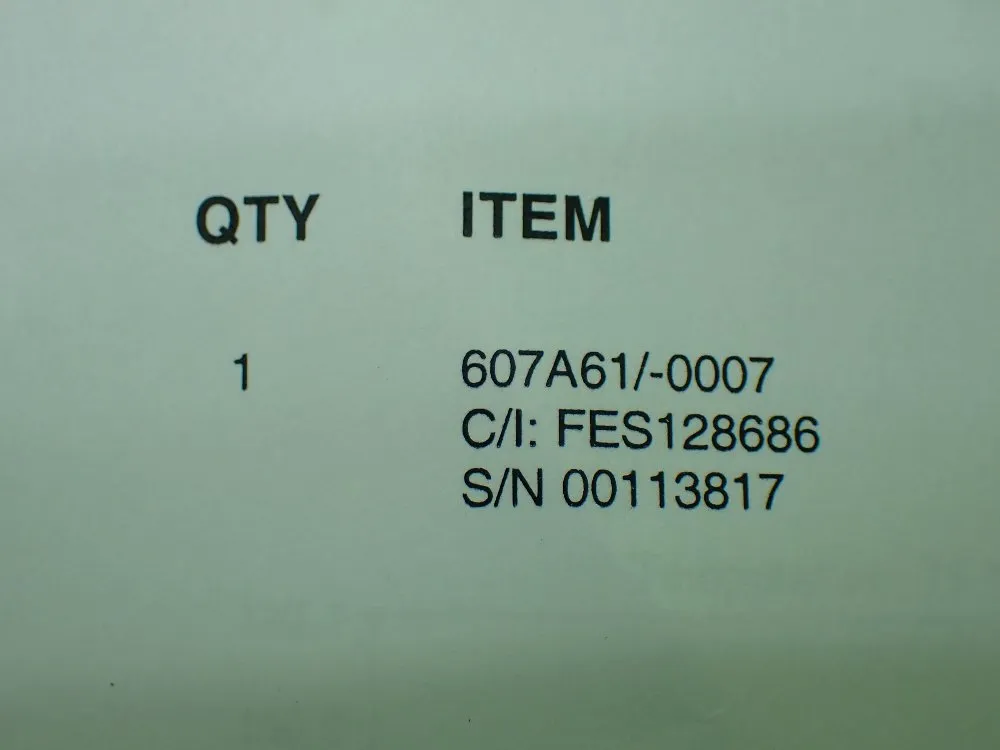 QTY ITEM
1 607A61/-0007
C/I: FES128686
S/N 00113817